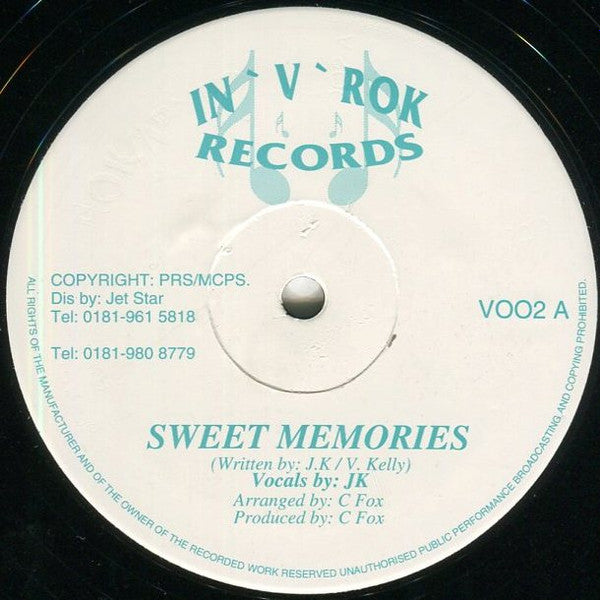 IN`V`ROK
RECORDS
COPYRIGHT: PRS/MCPS.
Dis by: Jet Star
Tel: 0181-961 5818
Tel: 0181-980 8779
VOO2 A
SWEET MEMORIES
(Written by: J.K / V. Kelly)
Vocals by: JK
Arranged by: C Fox
Produced by: C Fox
ALL RIGHTS OF THE MANUFACTURER AND OF THE OWNER OF THE RECORDED WORK RESERVED UNAUTHORISED PUBLIC PERFORMANCE BROADCASTING AND COPYING PROHIBITED.